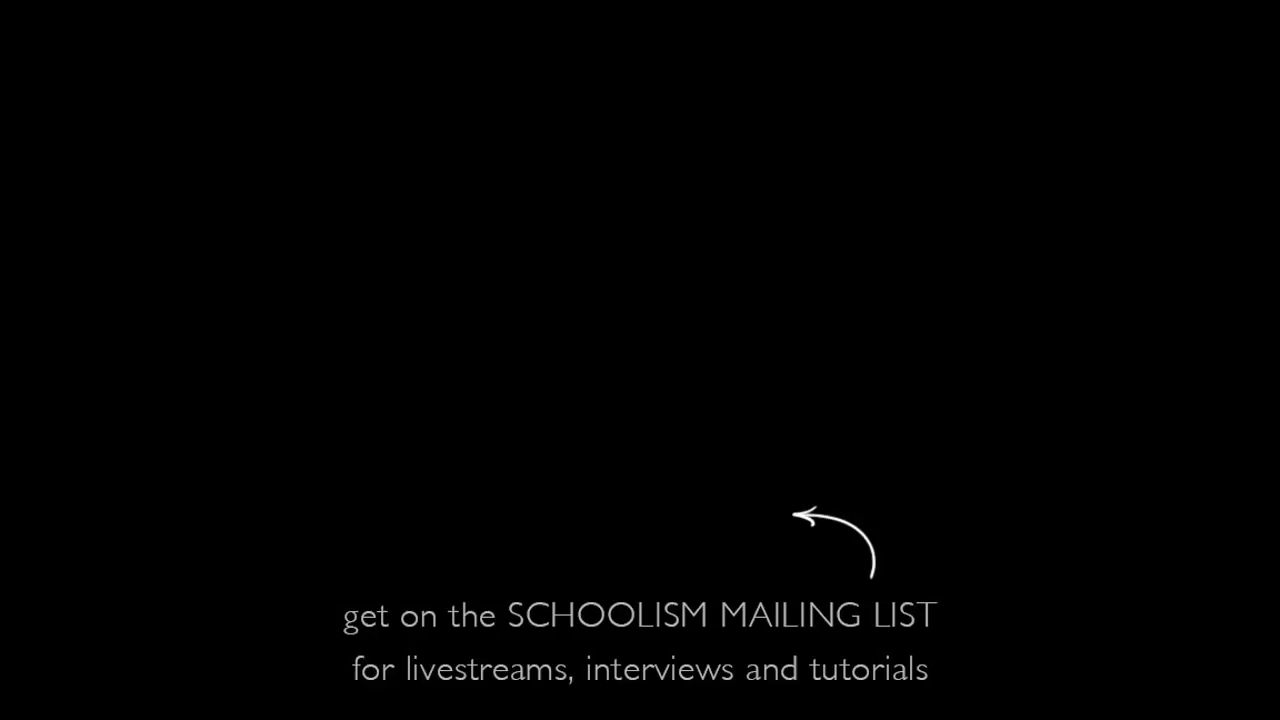 get on the SCHOOLISM MAILING LIST
for livestreams, interviews and tutorials